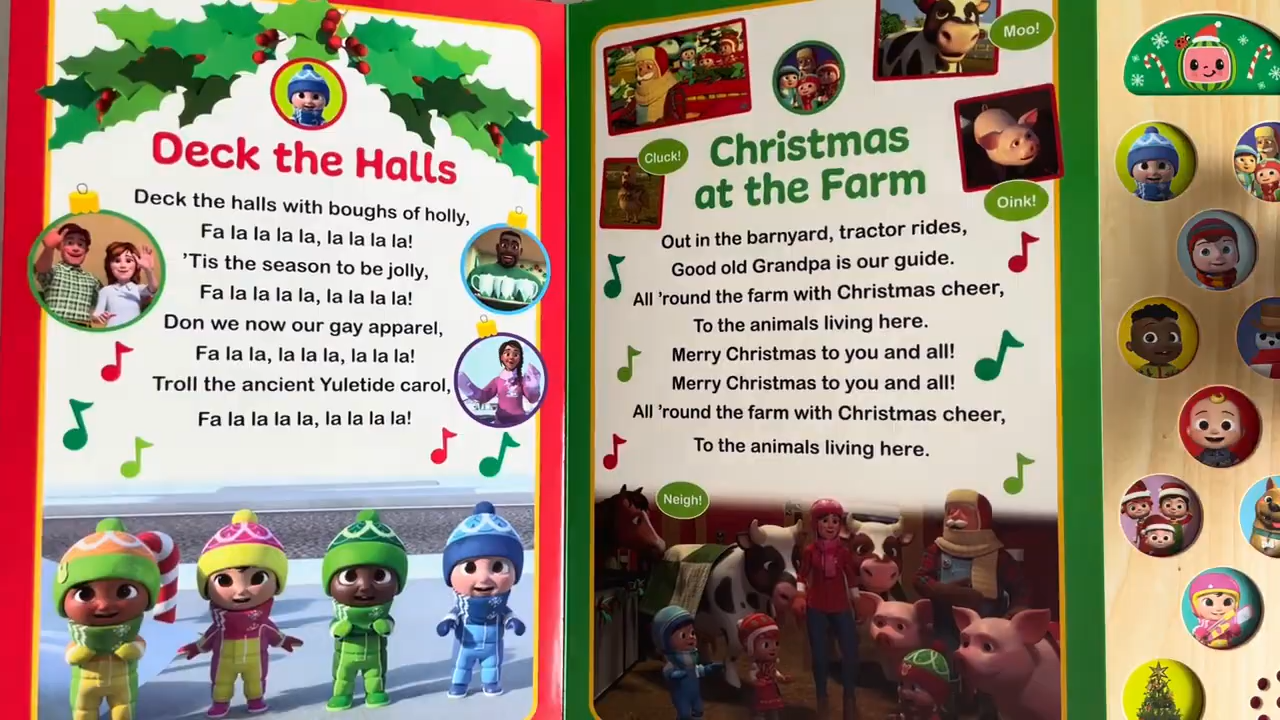 Deck the Halls
Deck the halls with boughs of holly,
Fa la la la la, la la la la!
’Tis the season to be jolly,
Fa la la la la, la la la la!
Don we now our gay apparel,
Fa la la, la la la, la la la!
Troll the ancient Yuletide carol,
Fa la la la la, la la la la!
Moo!
Cluck!
Oink!
Christmas
at the Farm
Out in the barnyard, tractor rides,
Good old Grandpa is our guide.
All ’round the farm with Christmas cheer,
To the animals living here.
Merry Christmas to you and all!
Merry Christmas to you and all!
All ’round the farm with Christmas cheer,
To the animals living here.
Neigh!